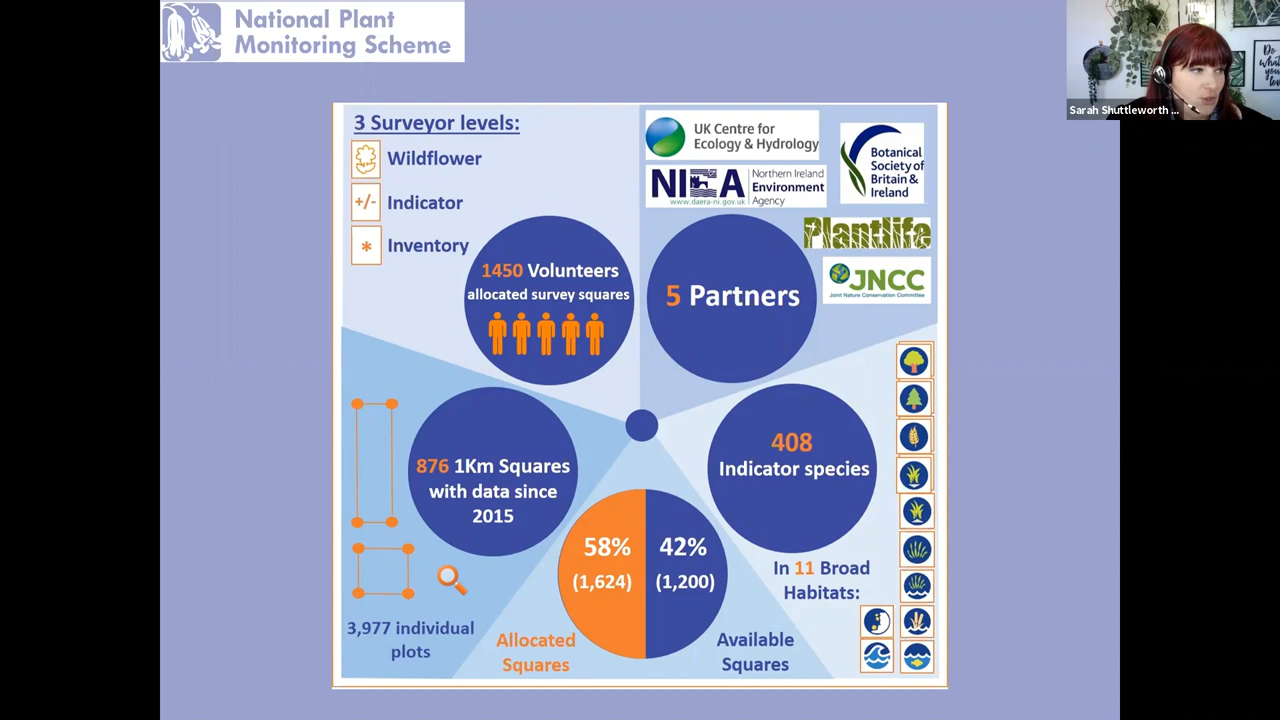 National Plant
Monitoring Scheme
3 Surveyor levels:
Wildflower
+/-
Indicator
*
Inventory
1450 Volunteers
allocated survey squares
5 Partners
UK Centre for
Ecology & Hydrology
NIEA
Northern Ireland
Environment
Agency
www.daera-ni.gov.uk
Botanical
Society of
Britain &
Ireland
Plantlife
JNCC
Joint Nature Conservation Committee
876 1Km Squares
with data since
2015
3,977 individual
plots
58%
(1,624)
42%
(1,200)
Allocated
Squares
Available
Squares
408
Indicator species
In 11 Broad
Habitats:
Do
what
you
Sarah Shuttleworth ...